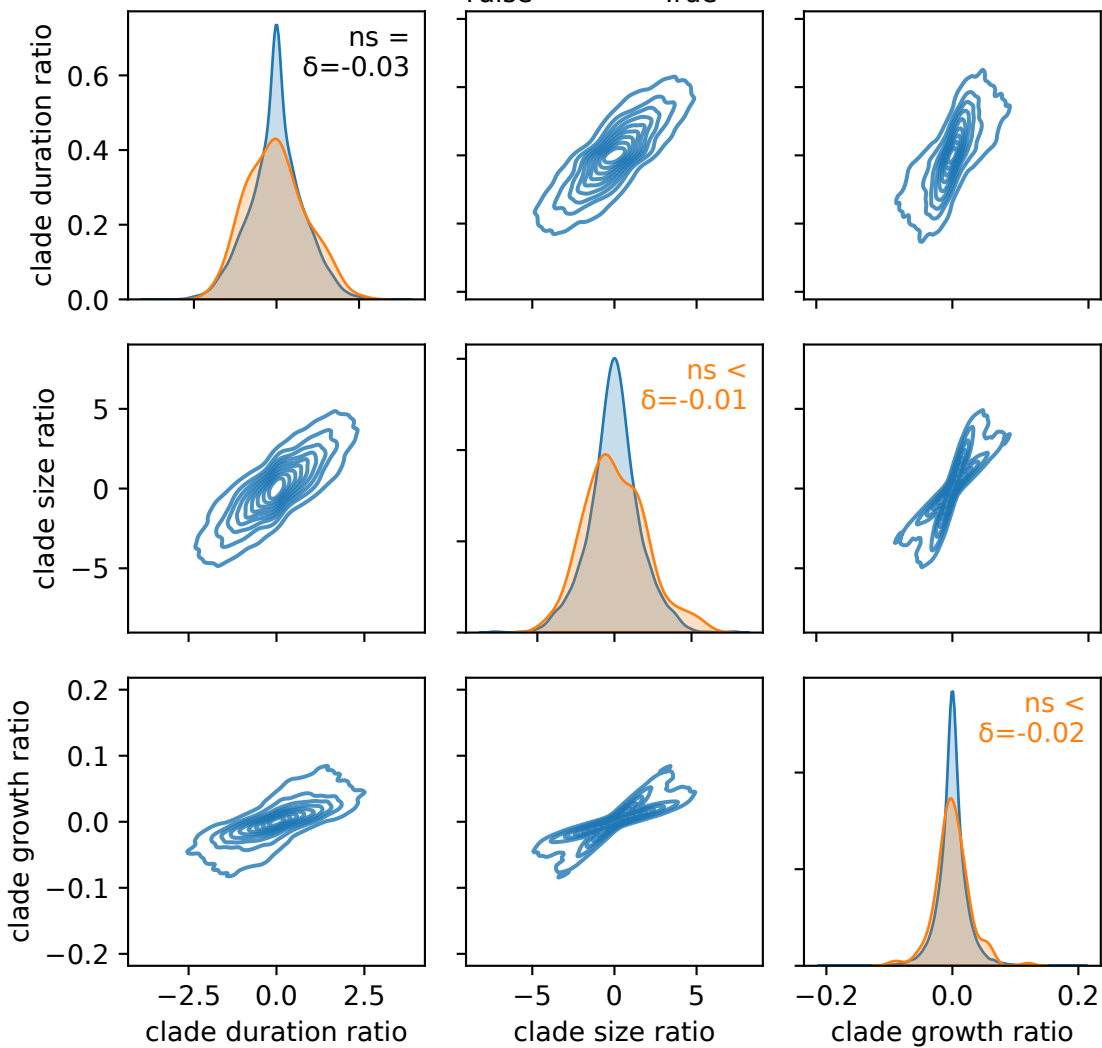 clade duration ratio
0.6
0.4
0.2
0.0
ns =
δ=-0.03
clade size ratio
5
0
−5
ns <
δ=-0.01
clade growth ratio
0.2
0.1
0.0
−0.1
−0.2
ns <
δ=-0.02
−2.5 0.0 2.5
−5 0 5
−0.2 0.0 0.2
clade duration ratio
clade size ratio
clade growth ratio